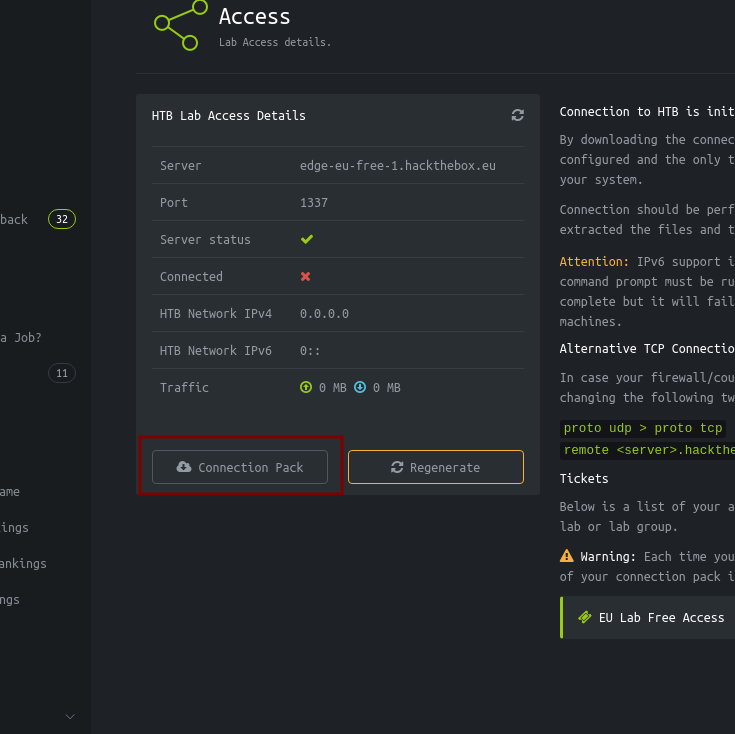 Access
Lab Access details.
back 32
a Job?
11
ame
ings
ankings
ngs
HTB Lab Access Details
Server edge-eu-free-1.hackthebox.eu
Port 1337
Server status
Connected
HTB Network IPv4 0.0.0.0
HTB Network IPv6 0::
Traffic 0 MB 0 MB
Connection Pack Regenerate
Connection to HTB is init
By downloading the connec
configured and the only t
your system.
Connection should be perf
extracted the files and t
Attention: IPv6 support i
command prompt must be ru
complete but it will fail
machines.
Alternative TCP Connectio
In case your firewall/cou
changing the following tw
proto udp > proto tcp
remote <server>.hackthe
Tickets
Below is a list of your a
lab or lab group.
Warning: Each time you
of your connection pack i
EU Lab Free Access